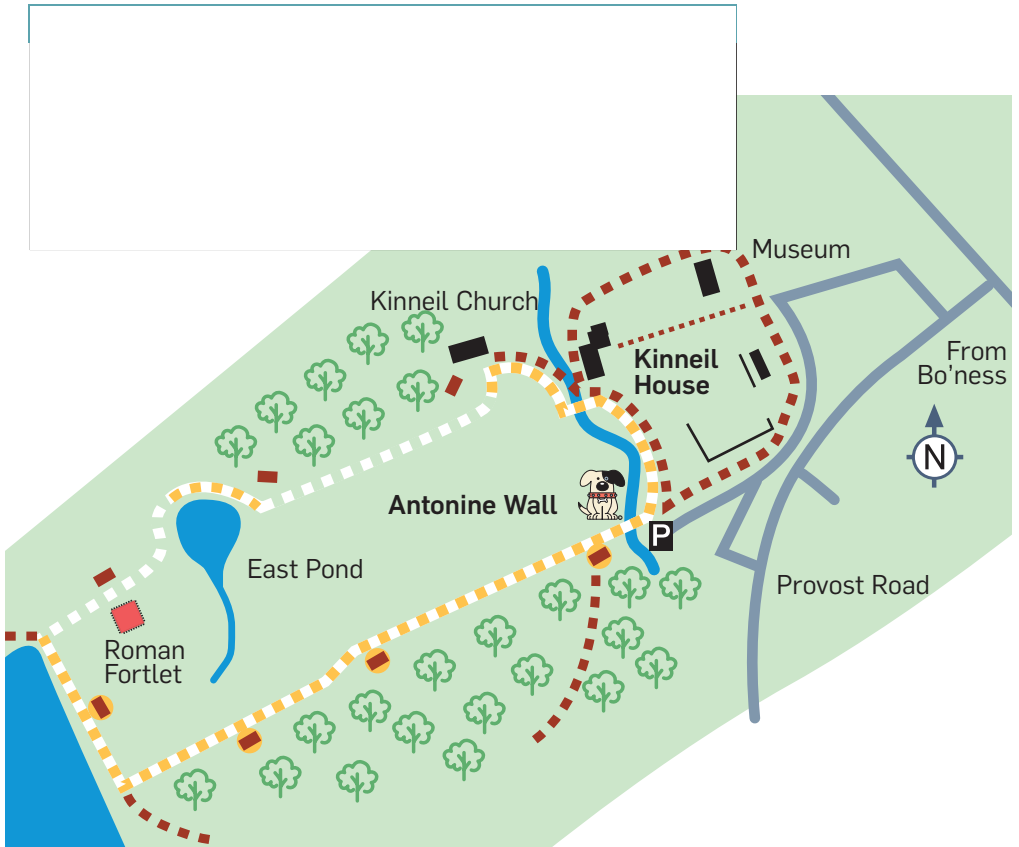 Museum
Kinneil Church
Kinneil
House
From
Bo’ness
N
Antonine Wall
P
East Pond
Provost Road
Roman
Fortlet